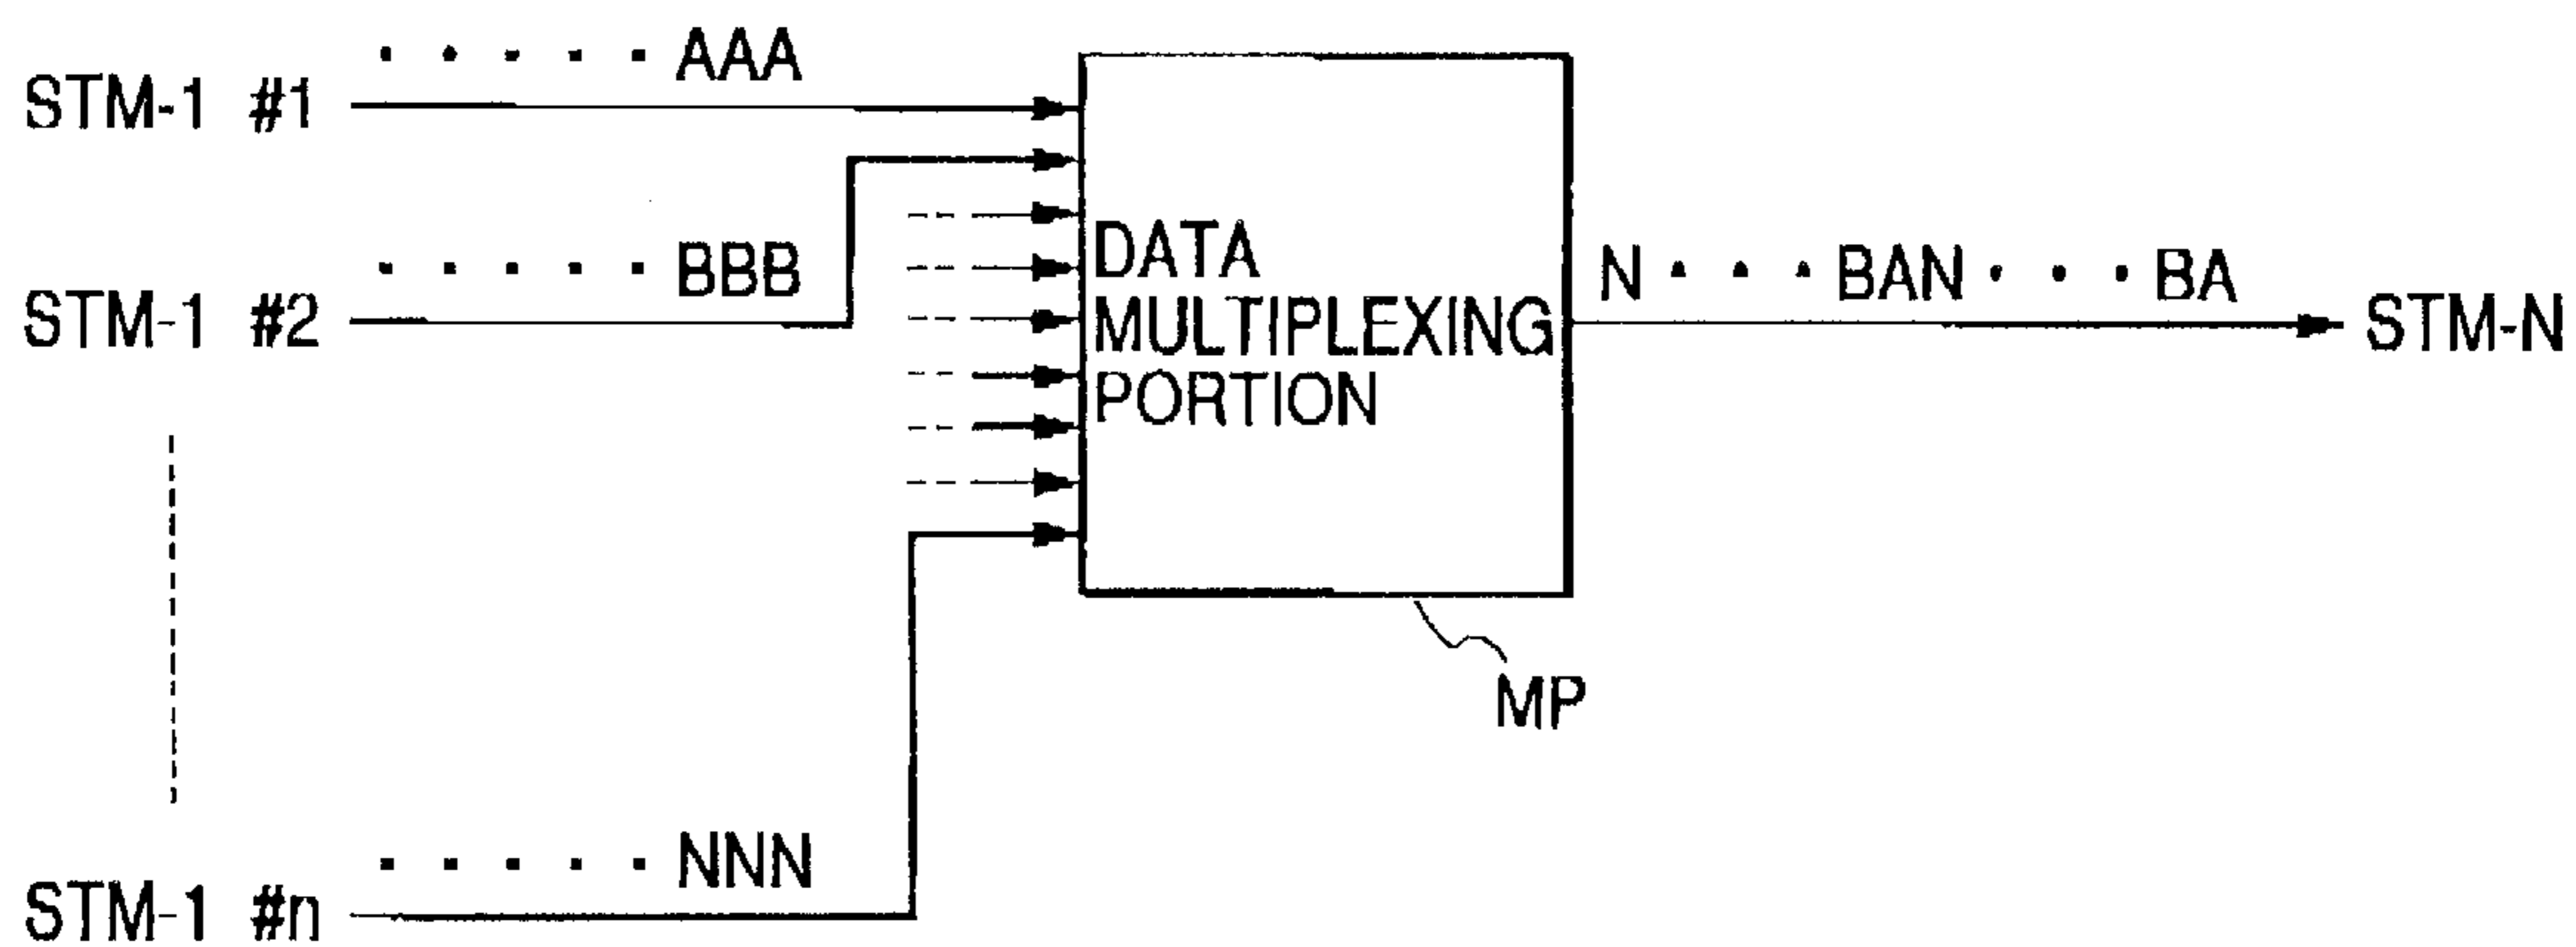 · · · · · AAA
STM-1 #1
· · · · · BBB
STM-1 #2
DATA
MULTIPLEXING
PORTION
N · · · BAN · · · BA
STM-N
MP
· · · · · NNN
STM-1 #n